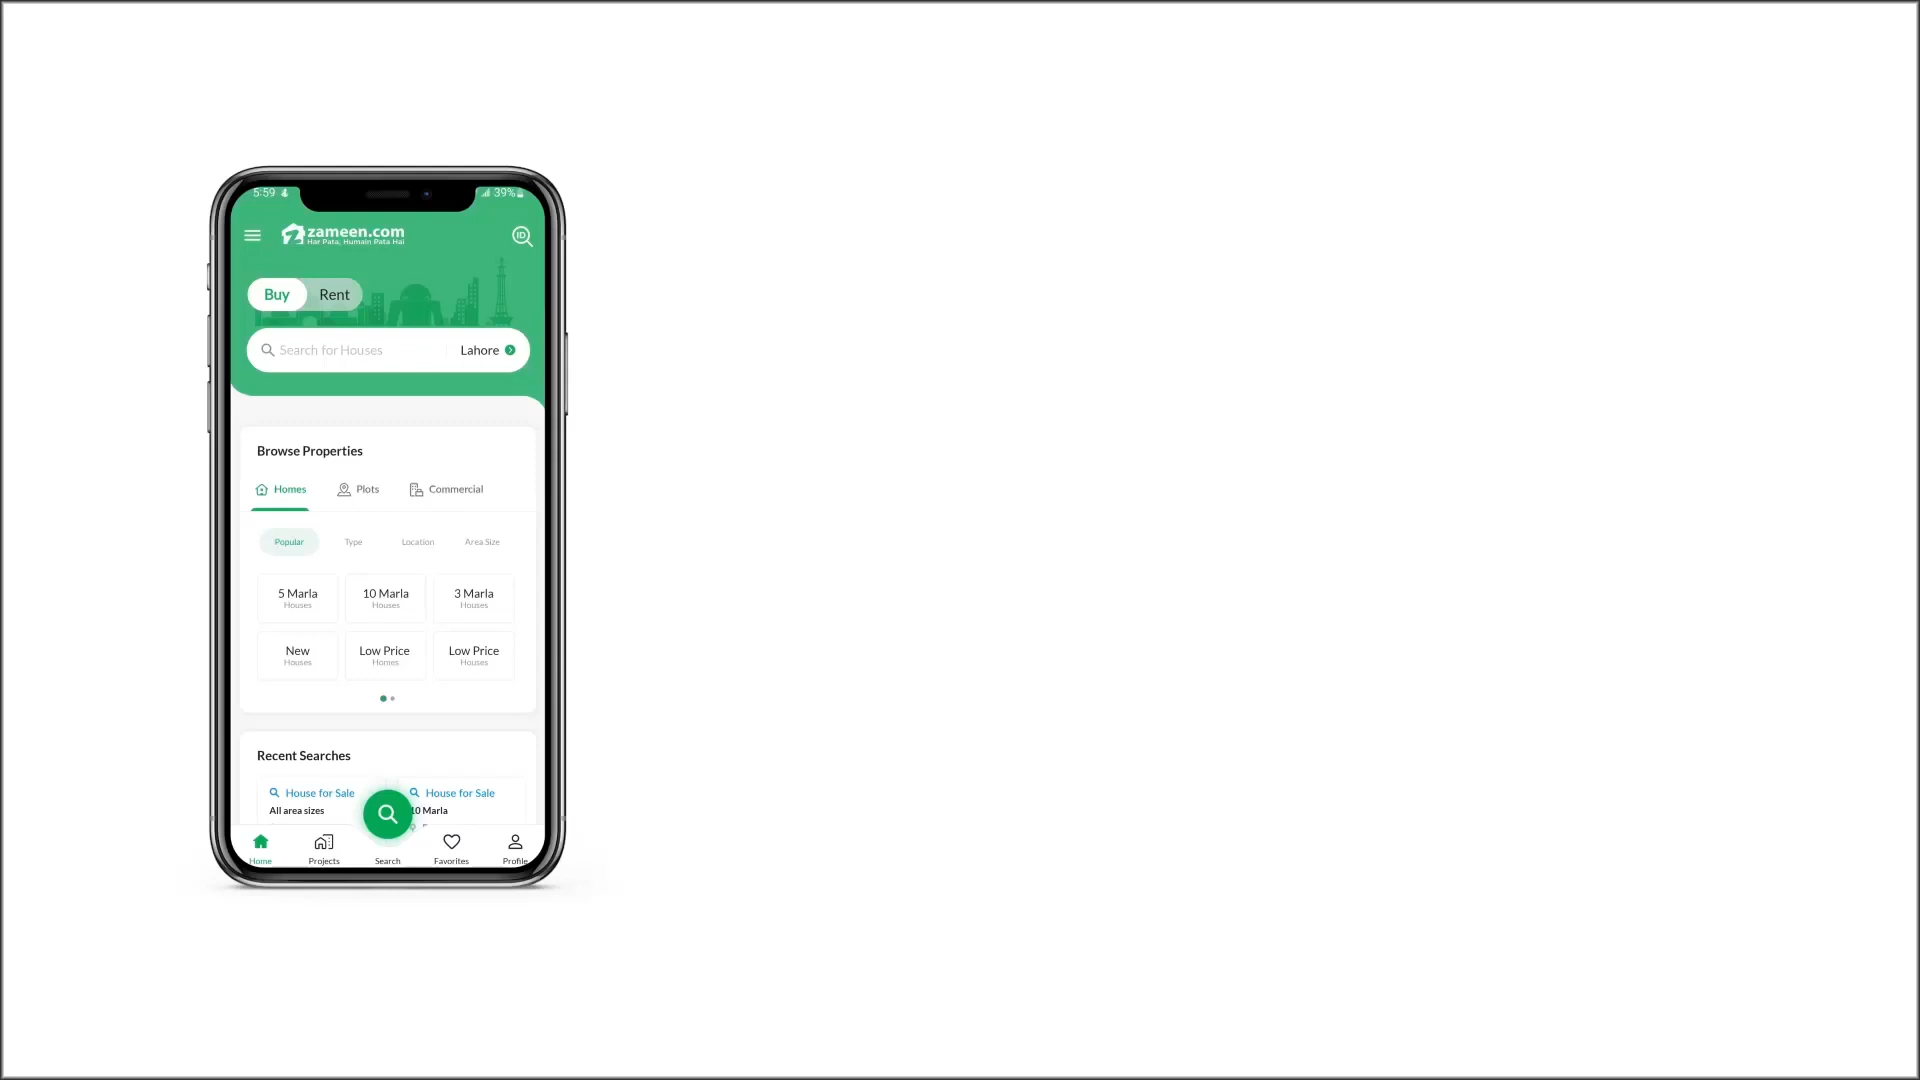 5:59 39%
zameen.com
Har Pata, Humain Pata Hai
ID
Buy Rent
Search for Houses Lahore
Browse Properties
Homes Plots Commercial
Popular Type Location Area Size
5 Marla 10 Marla 3 Marla
Houses Houses Houses
New Low Price Low Price
Houses Homes Houses
Recent Searches
House for Sale House for Sale
All area sizes 10 Marla
Home Projects Search Favorites Profile